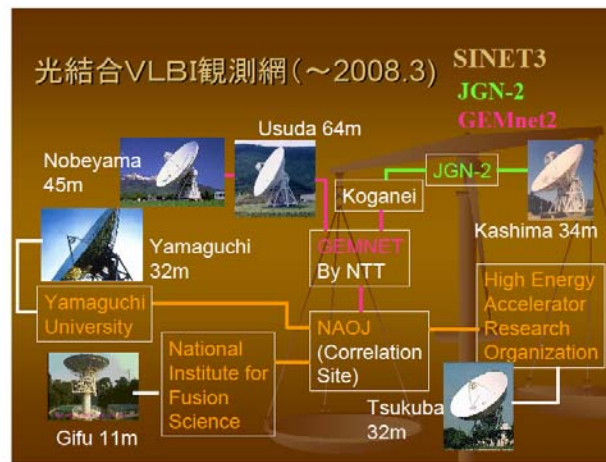 光結合VLBI観測網(～2008.3)
SINET3
JGN-2
GEMnet2
Usuda 64m
Nobeyama
45m
JGN-2
Koganei
Kashima 34m
GEMNET
By NTT
Yamaguchi
32m
Yamaguchi
University
NAOJ
(Correlation
Site)
High Energy
Accelerator
Research
Organization
National
Institute for
Fusion
Science
Gifu 11m
Tsukuba
32m